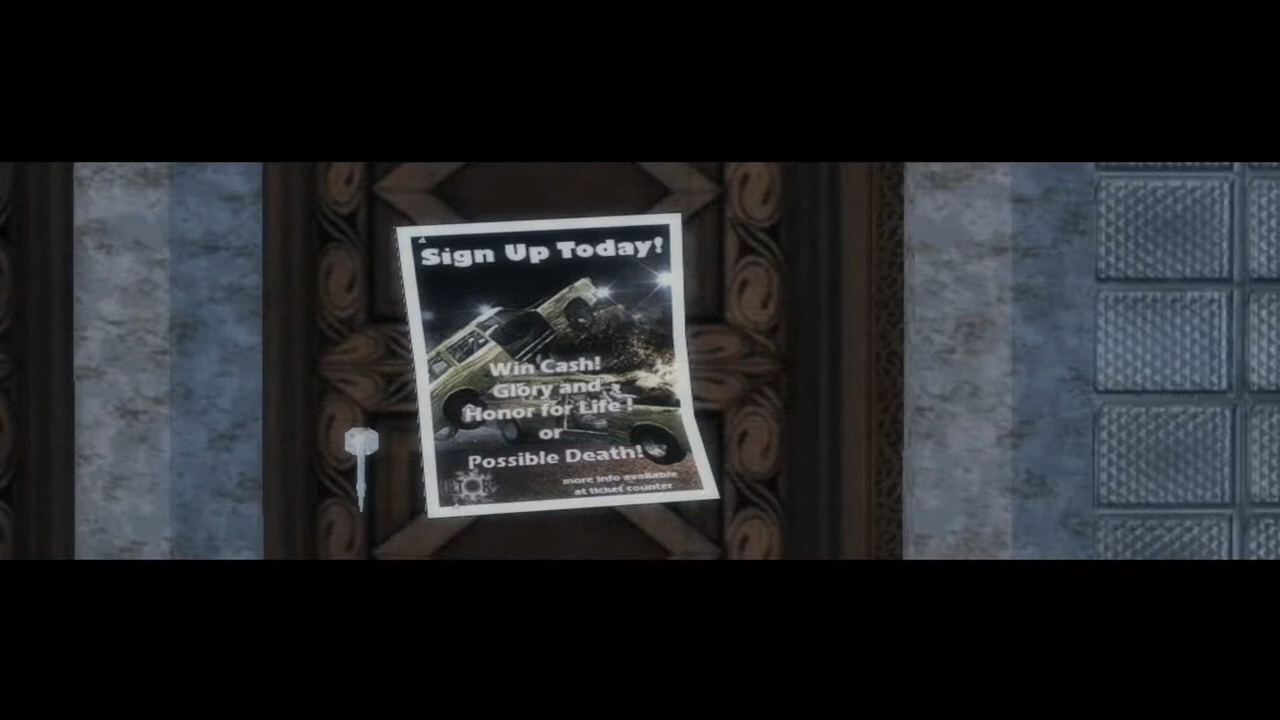 Sign Up Today!
Win Cash!
Glory and
Honor for Life !
or
Possible Death!
more info available
at ticket counter